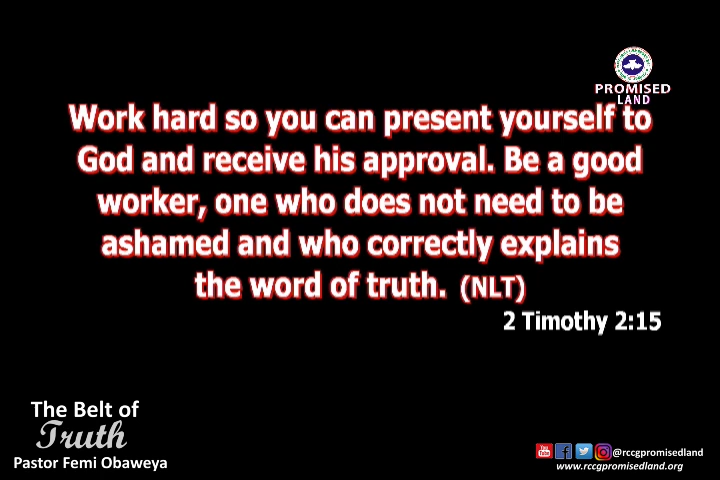 PROMISED
LAND
Work hard so you can present yourself to
God and receive his approval. Be a good
worker, one who does not need to be
ashamed and who correctly explains
the word of truth. (NLT)
2 Timothy 2:15
The Belt of
Truth
Pastor Femi Obaweya
@rccgpromisedland
www.rccgpromisedland.org